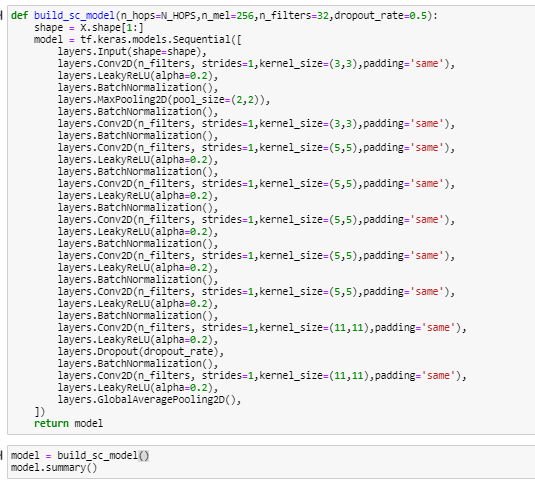 def build_sc_model(n_hops=N_HOPS,n_mel=256,n_filters=32,dropout_rate=0.5):
    shape = X.shape[1:]
    model = tf.keras.models.Sequential([
        layers.Input(shape=shape),
        layers.Conv2D(n_filters, strides=1,kernel_size=(3,3),padding='same'),
        layers.LeakyReLU(alpha=0.2),
        layers.BatchNormalization(),
        layers.MaxPooling2D(pool_size=(2,2)),
        layers.BatchNormalization(),
        layers.Conv2D(n_filters, strides=1,kernel_size=(3,3),padding='same'),
        layers.BatchNormalization(),
        layers.Conv2D(n_filters, strides=1,kernel_size=(5,5),padding='same'),
        layers.LeakyReLU(alpha=0.2),
        layers.BatchNormalization(),
        layers.Conv2D(n_filters, strides=1,kernel_size=(5,5),padding='same'),
        layers.LeakyReLU(alpha=0.2),
        layers.BatchNormalization(),
        layers.Conv2D(n_filters, strides=1,kernel_size=(5,5),padding='same'),
        layers.LeakyReLU(alpha=0.2),
        layers.BatchNormalization(),
        layers.Conv2D(n_filters, strides=1,kernel_size=(5,5),padding='same'),
        layers.LeakyReLU(alpha=0.2),
        layers.BatchNormalization(),
        layers.Conv2D(n_filters, strides=1,kernel_size=(5,5),padding='same'),
        layers.LeakyReLU(alpha=0.2),
        layers.BatchNormalization(),
        layers.Conv2D(n_filters, strides=1,kernel_size=(11,11),padding='same'),
        layers.LeakyReLU(alpha=0.2),
        layers.Dropout(dropout_rate),
        layers.BatchNormalization(),
        layers.Conv2D(n_filters, strides=1,kernel_size=(11,11),padding='same'),
        layers.LeakyReLU(alpha=0.2),
        layers.GlobalAveragePooling2D(),
    ])
    return model
model = build_sc_model()
model.summary()